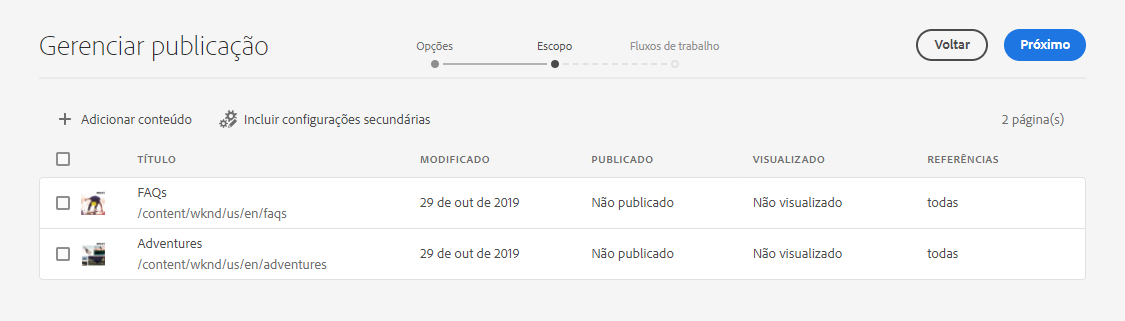 Gerenciar publicação
Opções
Escopo
Fluxos de trabalho
Voltar
Próximo
Adicionar conteúdo
Incluir configurações secundárias
2 página(s)
TÍTULO
MODIFICADO
PUBLICADO
VISUALIZADO
REFERÊNCIAS
FAQs
/content/wknd/us/en/faqs
29 de out de 2019
Não publicado
Não visualizado
todas
Adventures
/content/wknd/us/en/adventures
29 de out de 2019
Não publicado
Não visualizado
todas